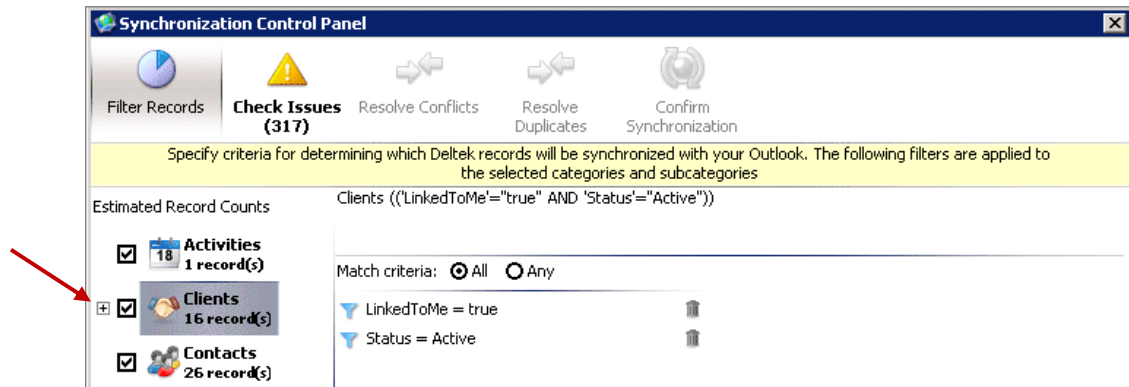 Synchronization Control Panel
Filter Records
Check Issues
(317)
Resolve Conflicts
Resolve
Duplicates
Confirm
Synchronization
Specify criteria for determining which Deltek records will be synchronized with your Outlook. The following filters are applied to
the selected categories and subcategories
Estimated Record Counts
Clients (('LinkedToMe'="true" AND 'Status'="Active"))
18
Activities
1 record(s)
Clients
16 record(s)
Contacts
26 record(s)
Match criteria: All Any
LinkedToMe = true
Status = Active